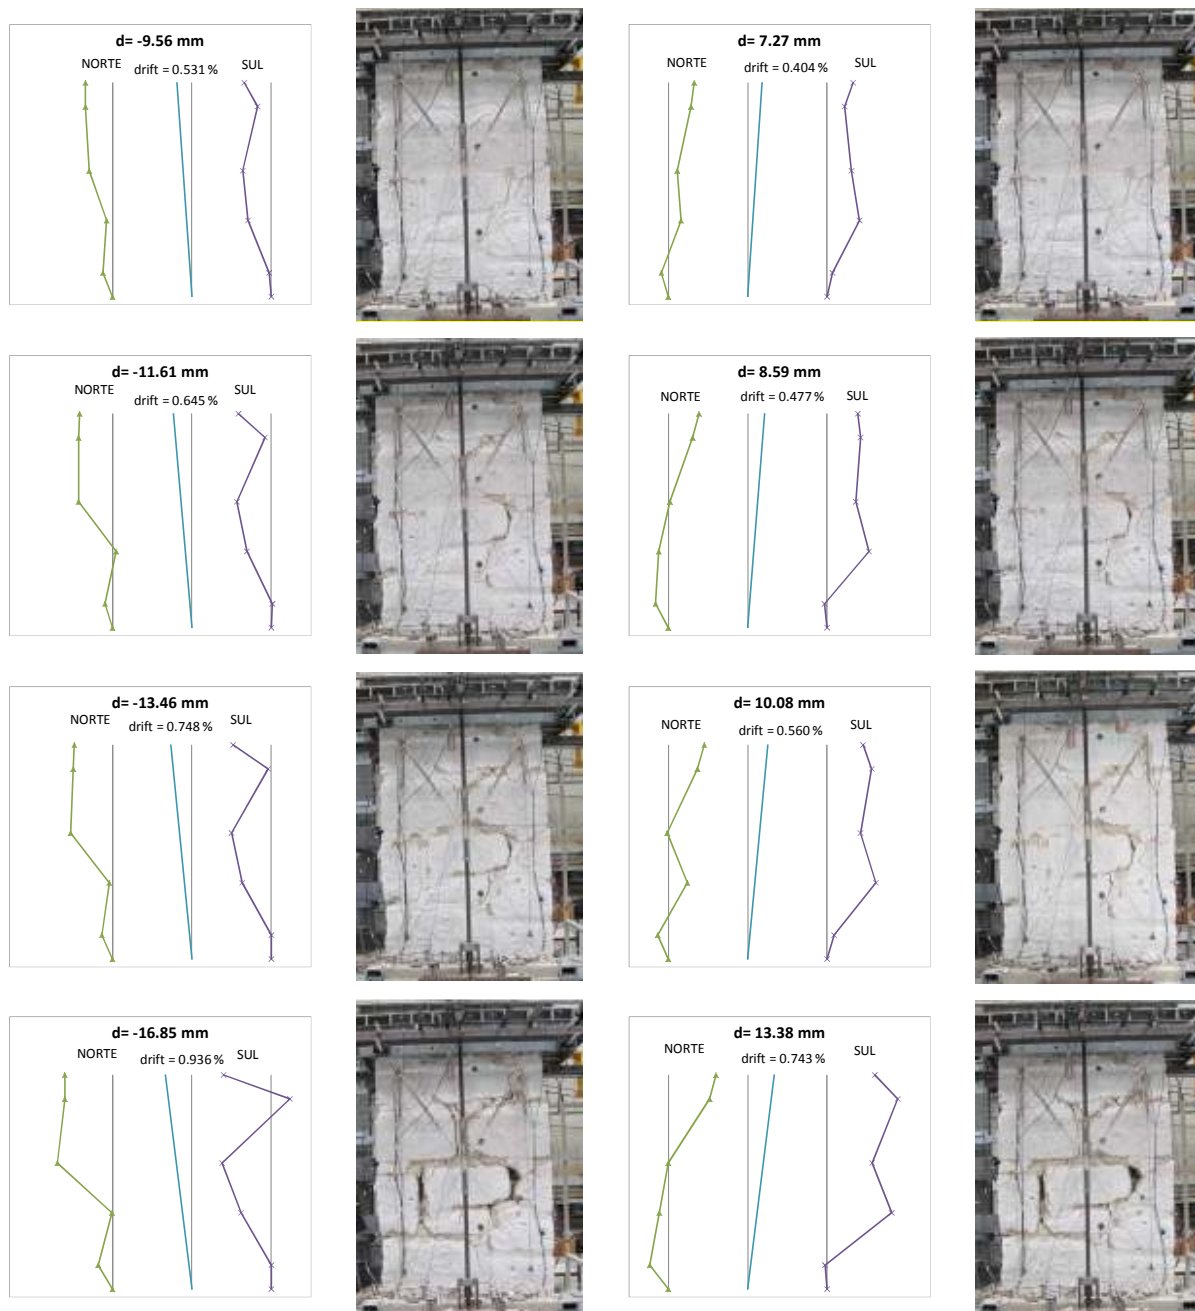 d= -9.56 mm
NORTE
drift = 0.531 %
SUL
d= 7.27 mm
NORTE
drift = 0.404 %
SUL
d= -11.61 mm
NORTE
drift = 0.645 %
SUL
d= 8.59 mm
NORTE
drift = 0.477 %
SUL
d= -13.46 mm
NORTE
drift = 0.748 %
SUL
d= 10.08 mm
NORTE
drift = 0.560 %
SUL
d= -16.85 mm
NORTE
drift = 0.936 %
SUL
d= 13.38 mm
NORTE
drift = 0.743 %
SUL